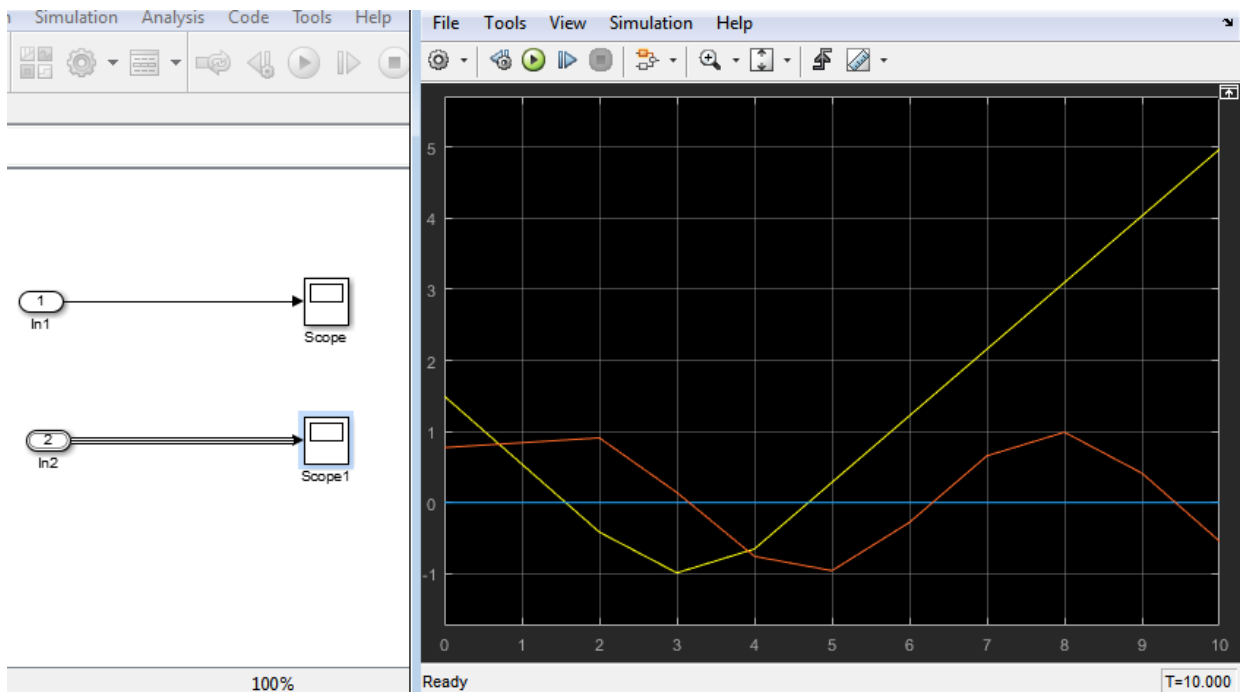 Simulation Analysis Code Tools Help
1
In1
Scope
2
In2
Scope1
100%
File Tools View Simulation Help
5
4
3
2
1
0
-1
0 1 2 3 4 5 6 7 8 9 10
Ready T=10.000